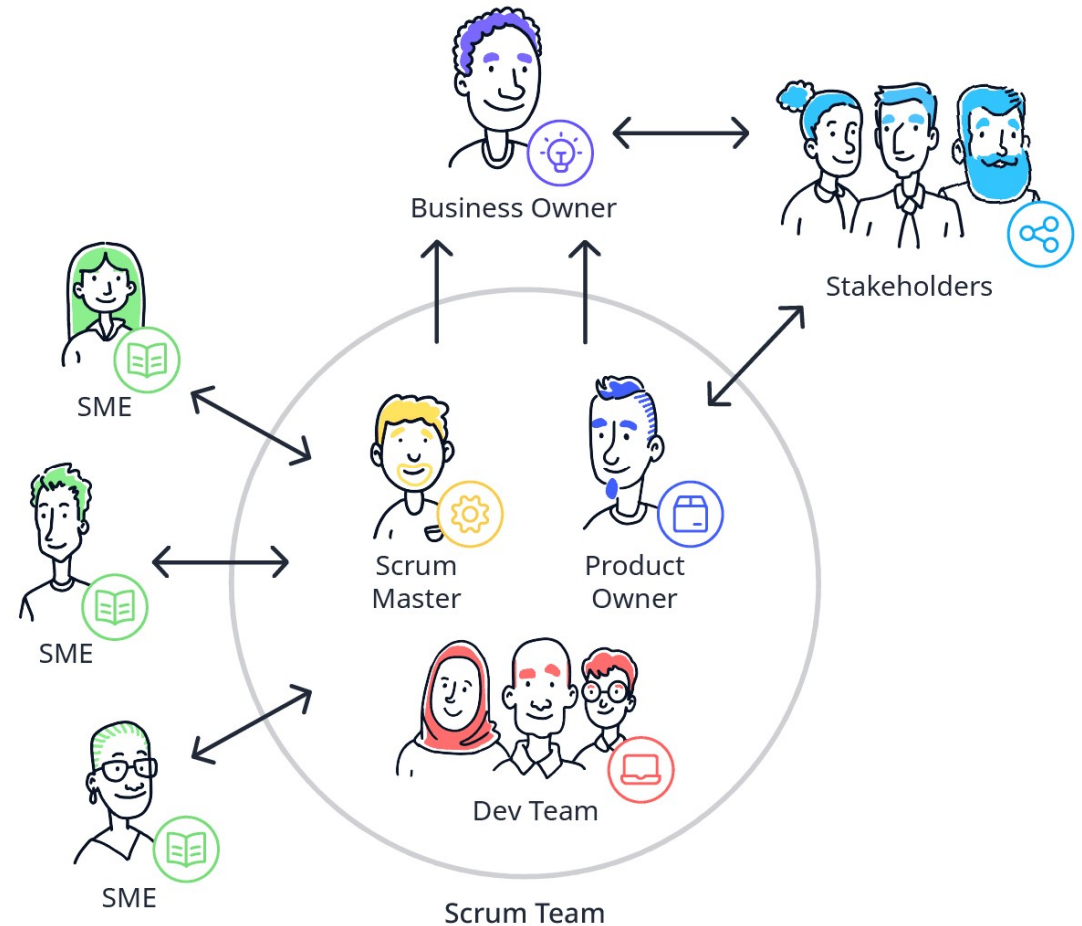 Business Owner
Stakeholders
SME
Scrum
Master
Product
Owner
SME
Dev Team
SME
Scrum Team